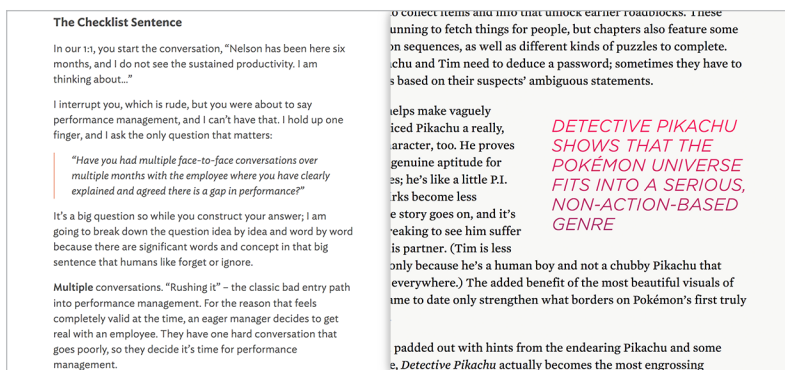 The Checklist Sentence
In our 1:1, you start the conversation, “Nelson has been here six
months, and I do not see the sustained productivity. I am
thinking about…”
I interrupt you, which is rude, but you were about to say
performance management, and I can’t have that. I hold up one
finger, and I ask the only question that matters:
“Have you had multiple face-to-face conversations over
multiple months with the employee where you have clearly
explained and agreed there is a gap in performance?”
It’s a big question so while you construct your answer; I am
going to break down the question idea by idea and word by word
because there are significant words and concept in that big
sentence that humans like forget or ignore.
Multiple conversations. “Rushing it” – the classic bad entry path
into performance management. For the reason that feels
completely valid at the time, an eager manager decides to get
real with an employee. They have one hard conversation that
goes poorly, so they decide it’s time for performance
management.
to collect items and info that unlock earlier roadblocks. These
unning to fetch things for people, but chapters also feature some
on sequences, as well as different kinds of puzzles to complete.
achu and Tim need to deduce a password; sometimes they have to
s based on their suspects’ ambiguous statements.
helps make vaguely
iced Pikachu a really,
aracter, too. He proves
genuine aptitude for
es; he’s like a little P.I.
rks become less
e story goes on, and it’s
reaking to see him suffer
is partner. (Tim is less
only because he’s a human boy and not a chubby Pikachu that
everywhere.) The added benefit of the most beautiful visuals of
ame to date only strengthen what borders on Pokémon’s first truly
DETECTIVE PIKACHU
SHOWS THAT THE
POKÉMON UNIVERSE
FITS INTO A SERIOUS,
NON-ACTION-BASED
GENRE
padded out with hints from the endearing Pikachu and some
e, Detective Pikachu actually becomes the most engrossing